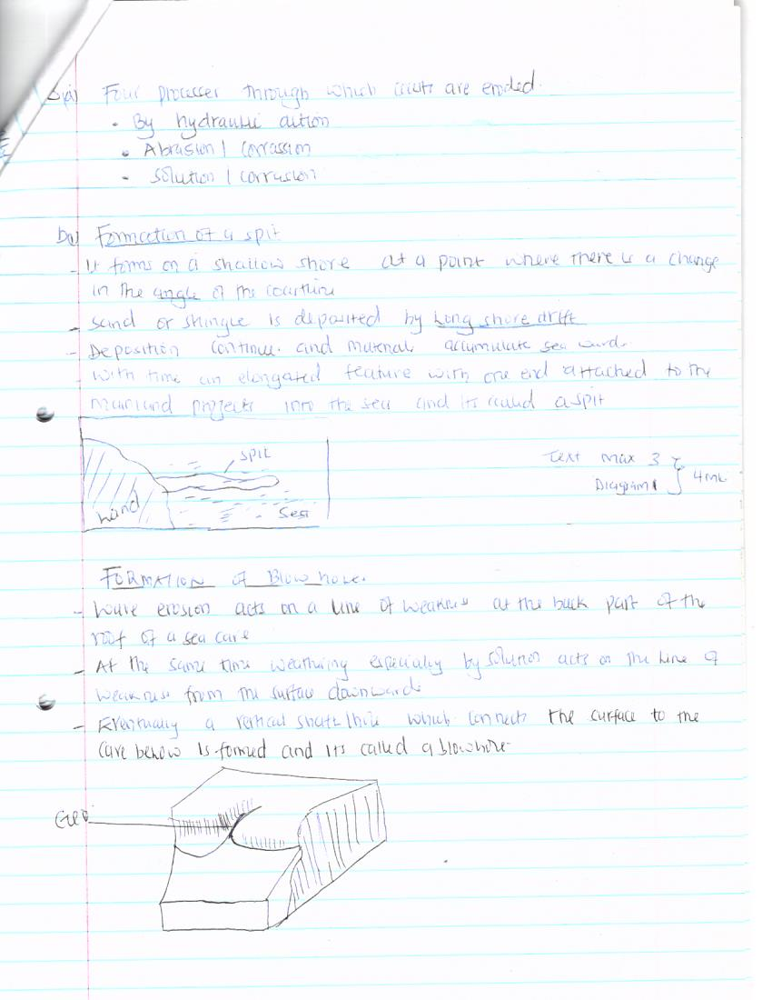 a) Four processes through which coasts are eroded.
• By hydraulic action
• Abrasion / corrassion
- Solution / corrusion
b) Formation of a spit
- It forms on a shallow shore at a point where there is a change
in the angle of the coastline
- Sand or shingle is deposited by Long shore drift
- Deposition continues and materials accumulate sea wards
- With time an elongated feature with one end attached to the
mainland projects into the sea and its called a spit
spit
Text max 3
Diagram 1
4mks
Land
Sea
FORMATION of Blow hole.
- Wave erosion acts on a line of weakness at the back part of the
roof of a sea cave
- At the same time weathering especially by solution acts on the line of
weakness from the surface downwards
- Eventually a vertical shaft/hole which connects the surface to the
cave below is formed and its called a blowhole
Geo